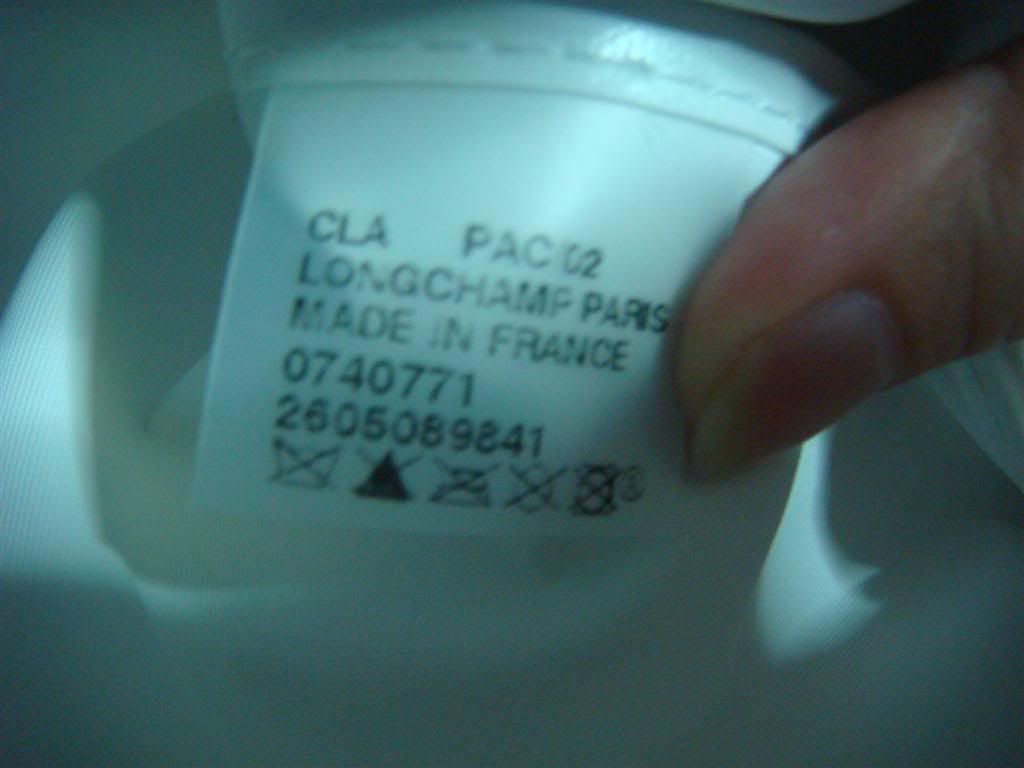 CLA PAC 02
LONGCHAMP PARIS
MADE IN FRANCE
0740771
2605089841